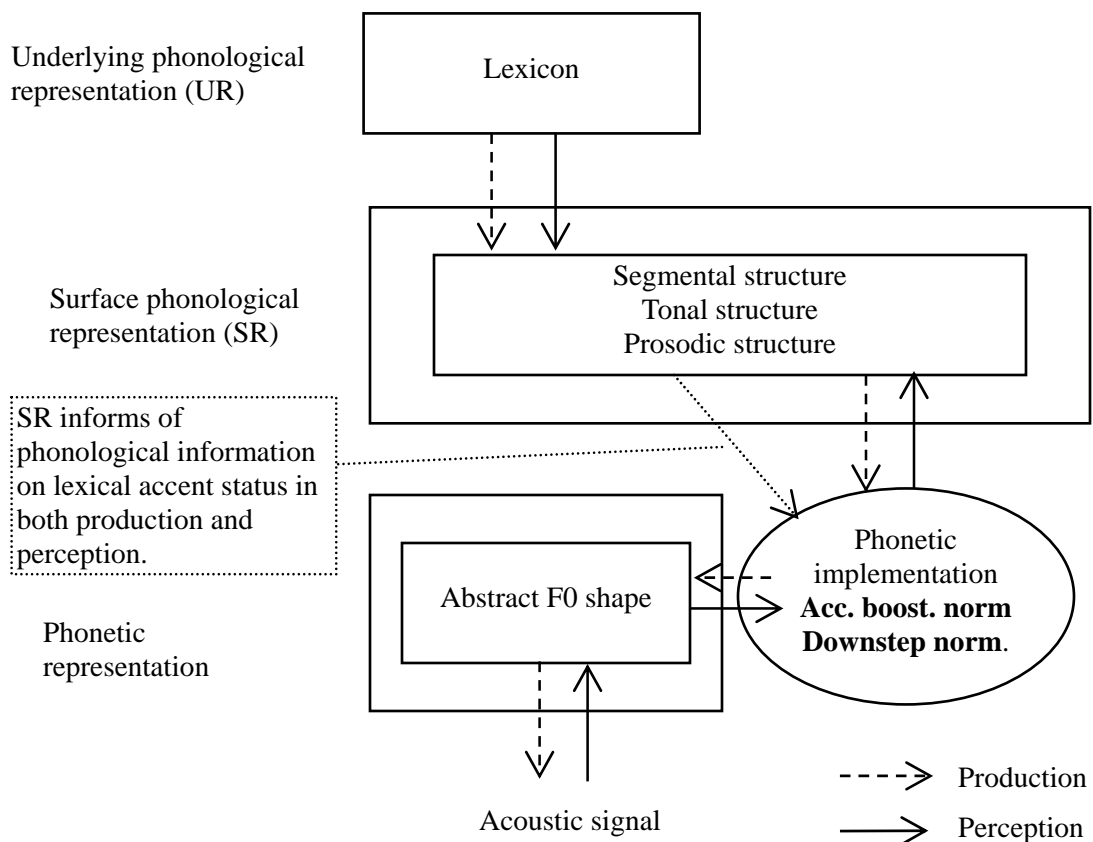 Underlying phonological
representation (UR)
Lexicon
Segmental structure
Tonal structure
Prosodic structure
Surface phonological
representation (SR)
SR informs of
phonological information
on lexical accent status in
both production and
perception.
Phonetic
implementation
Acc. boost. norm
Downstep norm.
Abstract F0 shape
Phonetic
representation
Acoustic signal
Production
Perception